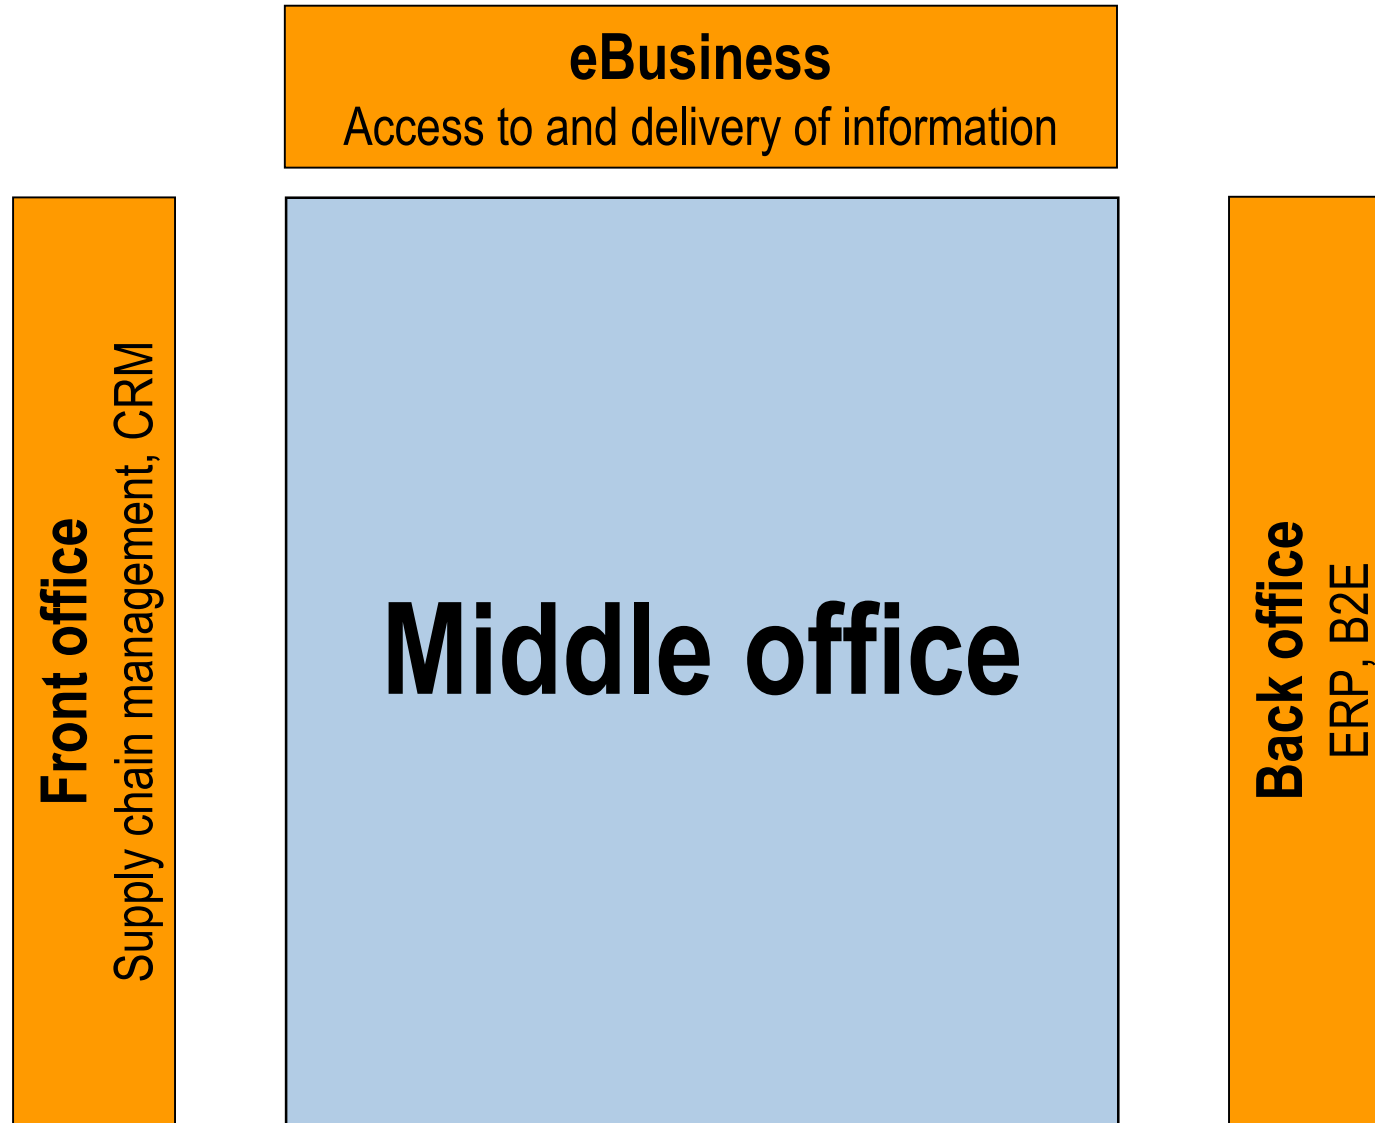 eBusiness
Access to and delivery of information
Front office
Supply chain management, CRM
Middle office
Back office
ERP, B2E